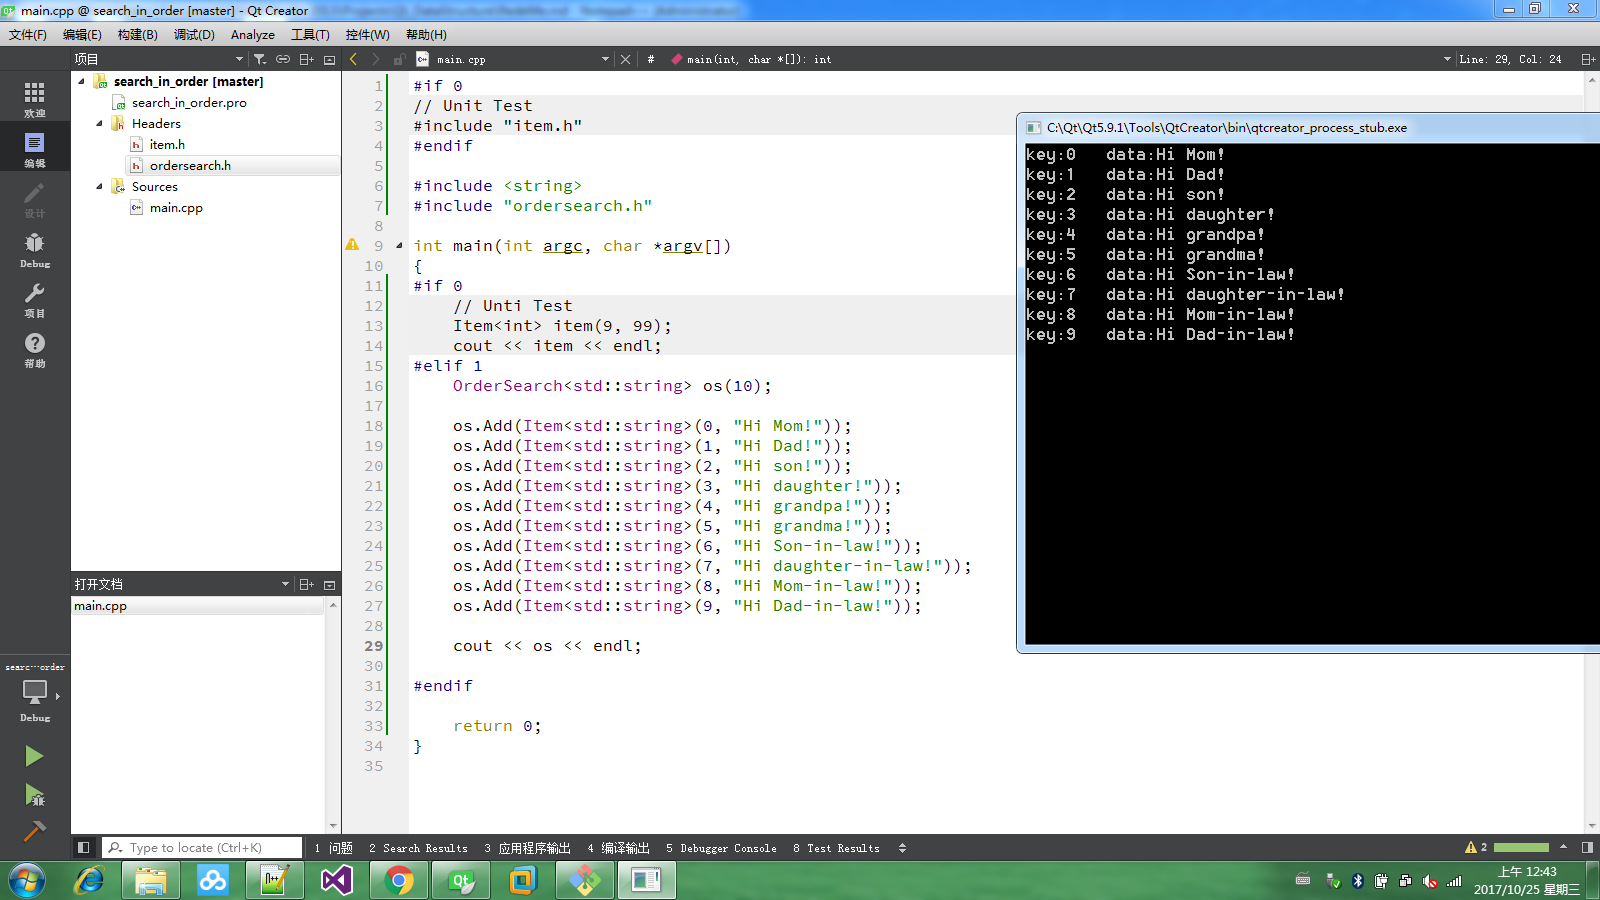 main.cpp @ search_in_order [master] - Qt Creator
文件(F) 编辑(E) 构建(B) 调试(D) Analyze 工具(T) 控件(W) 帮助(H)
项目
main.cpp
# main(int, char *[]): int
Line: 29, Col: 24
欢迎
编辑
设计
Debug
项目
帮助
search_in_order [master]
search_in_order.pro
Headers
item.h
ordersearch.h
Sources
main.cpp
打开文档
main.cpp
1 #if 0
2 // Unit Test
3 #include "item.h"
4 #endif
5
6 #include <string>
7 #include "ordersearch.h"
8
9 int main(int argc, char *argv[])
10 {
11 #if 0
12 // Unti Test
13 Item<int> item(9, 99);
14 cout << item << endl;
15 #elif 1
16 OrderSearch<std::string> os(10);
17
18 os.Add(Item<std::string>(0, "Hi Mom!"));
19 os.Add(Item<std::string>(1, "Hi Dad!"));
20 os.Add(Item<std::string>(2, "Hi son!"));
21 os.Add(Item<std::string>(3, "Hi daughter!"));
22 os.Add(Item<std::string>(4, "Hi grandpa!"));
23 os.Add(Item<std::string>(5, "Hi grandma!"));
24 os.Add(Item<std::string>(6, "Hi Son-in-law!"));
25 os.Add(Item<std::string>(7, "Hi daughter-in-law!"));
26 os.Add(Item<std::string>(8, "Hi Mom-in-law!"));
27 os.Add(Item<std::string>(9, "Hi Dad-in-law!"));
28
29 cout << os << endl;
30
31 #endif
32
33 return 0;
34 }
35
C:\Qt\Qt5.9.1\Tools\QtCreator\bin\qtcreator_process_stub.exe
key:0 data:Hi Mom!
key:1 data:Hi Dad!
key:2 data:Hi son!
key:3 data:Hi daughter!
key:4 data:Hi grandpa!
key:5 data:Hi grandma!
key:6 data:Hi Son-in-law!
key:7 data:Hi daughter-in-law!
key:8 data:Hi Mom-in-law!
key:9 data:Hi Dad-in-law!
searc···order
Debug
Type to locate (Ctrl+K)
1 问题 2 Search Results 3 应用程序输出 4 编译输出 5 Debugger Console 8 Test Results
2
上午 12:43
2017/10/25 星期三